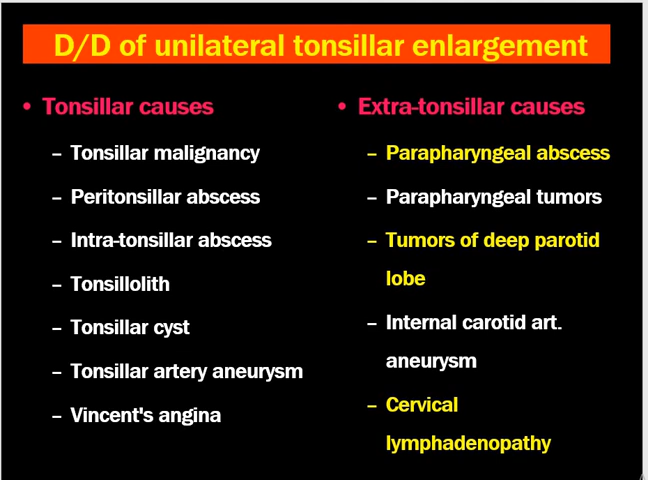 D/D of unilateral tonsillar enlargement
• Tonsillar causes
– Tonsillar malignancy
– Peritonsillar abscess
– Intra-tonsillar abscess
– Tonsillolith
– Tonsillar cyst
– Tonsillar artery aneurysm
– Vincent's angina
• Extra-tonsillar causes
– Parapharyngeal abscess
– Parapharyngeal tumors
– Tumors of deep parotid
lobe
– Internal carotid art.
aneurysm
– Cervical
lymphadenopathy